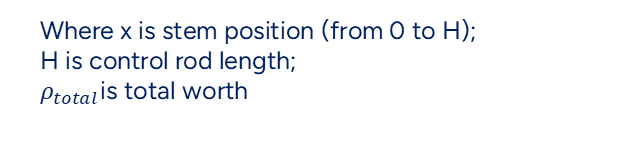 Where x is stem position (from 0 to H);
H is control rod length;
ρtotal is total worth